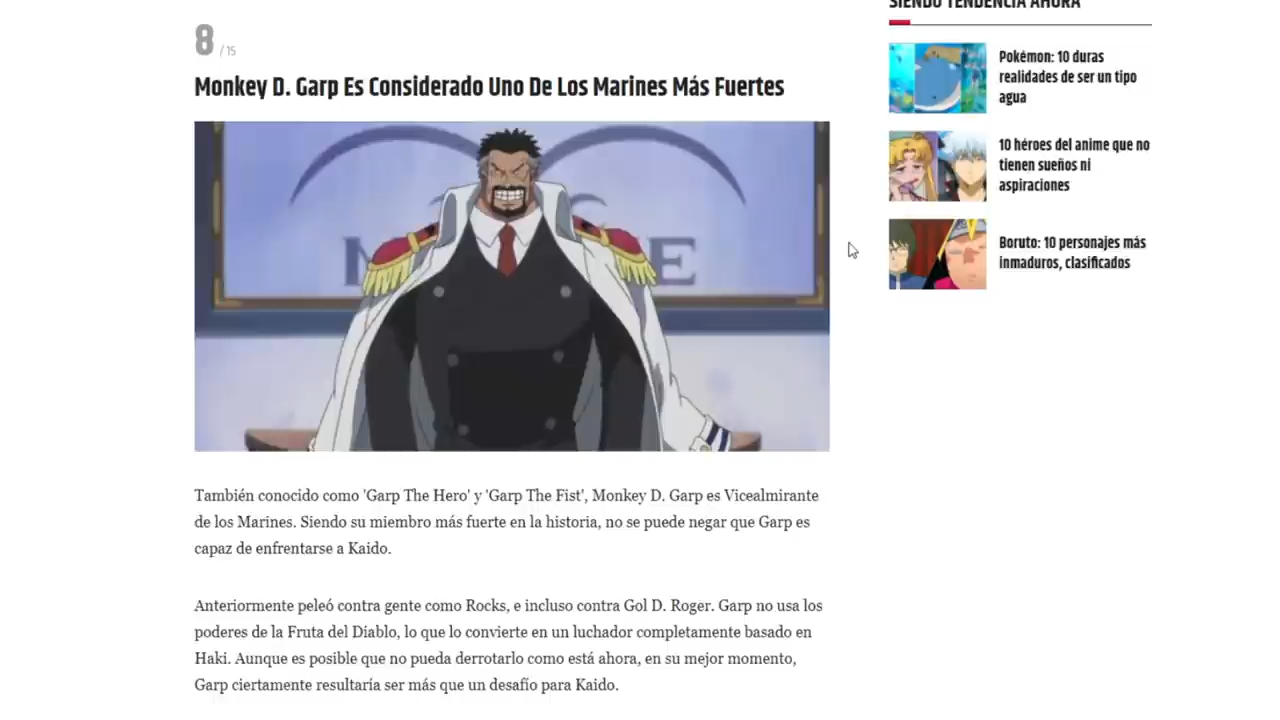 8 / 15
Monkey D. Garp Es Considerado Uno De Los Marines Más Fuertes
M E
También conocido como 'Garp The Hero' y 'Garp The Fist', Monkey D. Garp es Vicealmirante
de los Marines. Siendo su miembro más fuerte en la historia, no se puede negar que Garp es
capaz de enfrentarse a Kaido.
Anteriormente peleó contra gente como Rocks, e incluso contra Gol D. Roger. Garp no usa los
poderes de la Fruta del Diablo, lo que lo convierte en un luchador completamente basado en
Haki. Aunque es posible que no pueda derrotarlo como está ahora, en su mejor momento,
Garp ciertamente resultaría ser más que un desafío para Kaido.
SIENDO TENDENCIA AHORA
Pokémon: 10 duras
realidades de ser un tipo
agua
10 héroes del anime que no
tienen sueños ni
aspiraciones
Boruto: 10 personajes más
inmaduros, clasificados